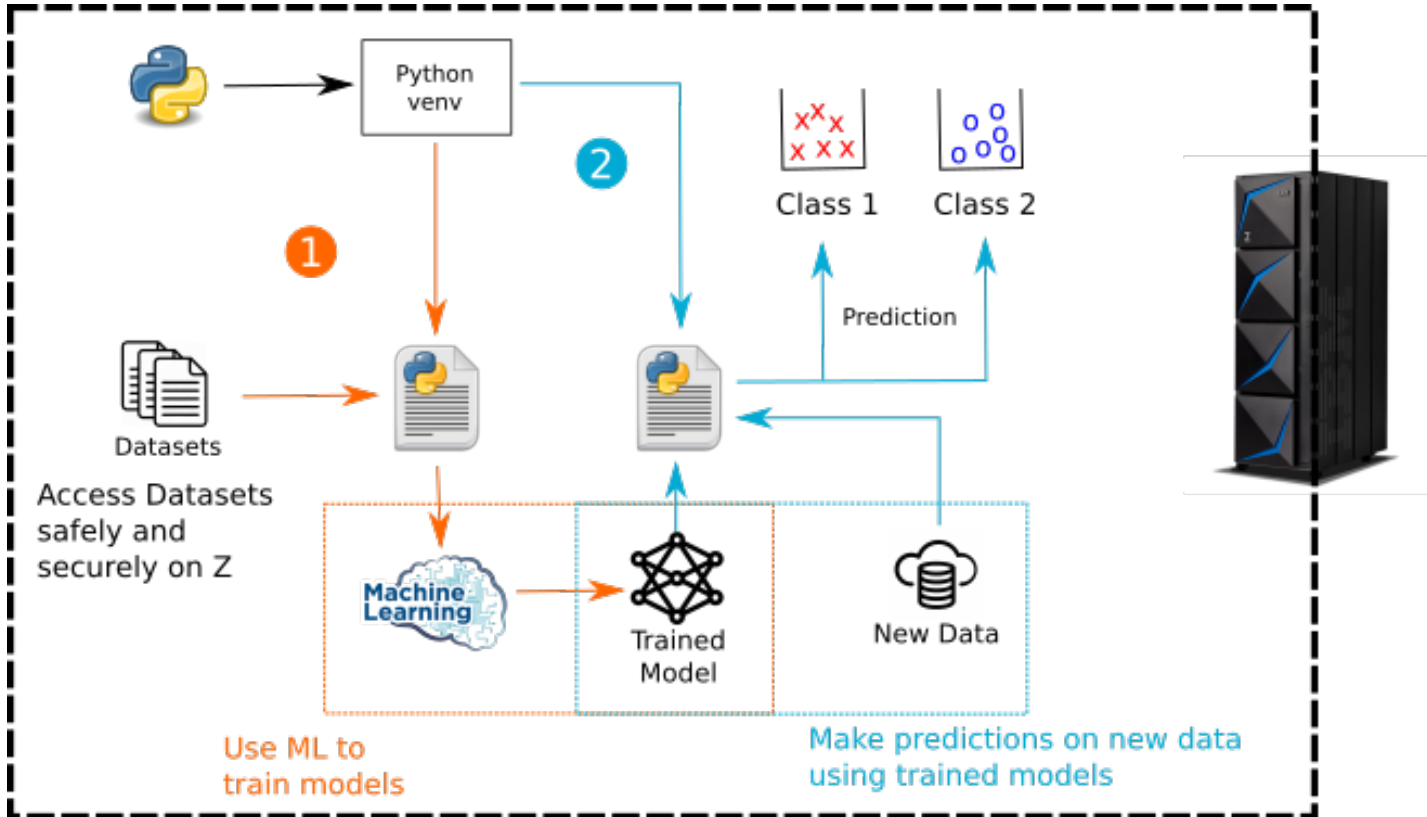 Python
venv
2
Class 1
Class 2
1
Prediction
Datasets
Access Datasets
safely and
securely on Z
Machine
Learning
Trained
Model
New Data
Use ML to
train models
Make predictions on new data
using trained models
x x x x x x
o o o o o o
Z